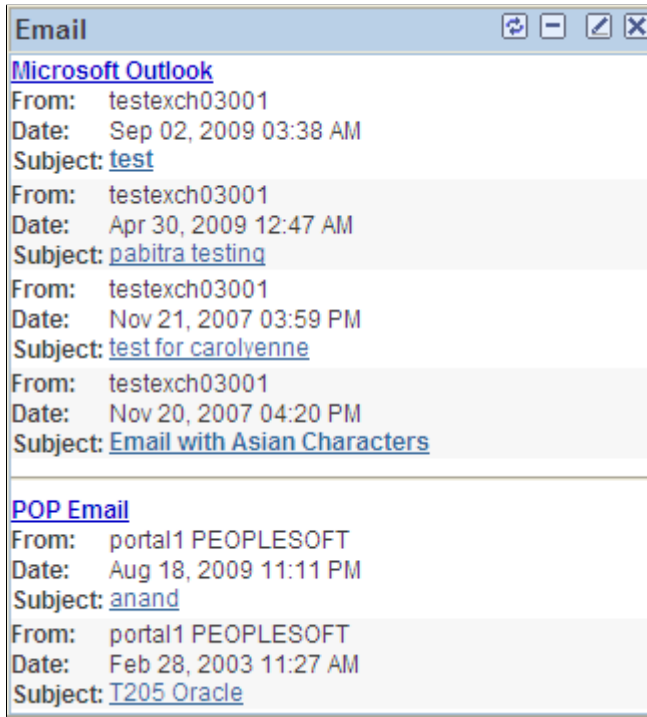 Email
Microsoft Outlook
From: testexch03001
Date: Sep 02, 2009 03:38 AM
Subject: test
From: testexch03001
Date: Apr 30, 2009 12:47 AM
Subject: pabitra testing
From: testexch03001
Date: Nov 21, 2007 03:59 PM
Subject: test for carolyenne
From: testexch03001
Date: Nov 20, 2007 04:20 PM
Subject: Email with Asian Characters
POP Email
From: portal1 PEOPLESOFT
Date: Aug 18, 2009 11:11 PM
Subject: anand
From: portal1 PEOPLESOFT
Date: Feb 28, 2003 11:27 AM
Subject: T205 Oracle